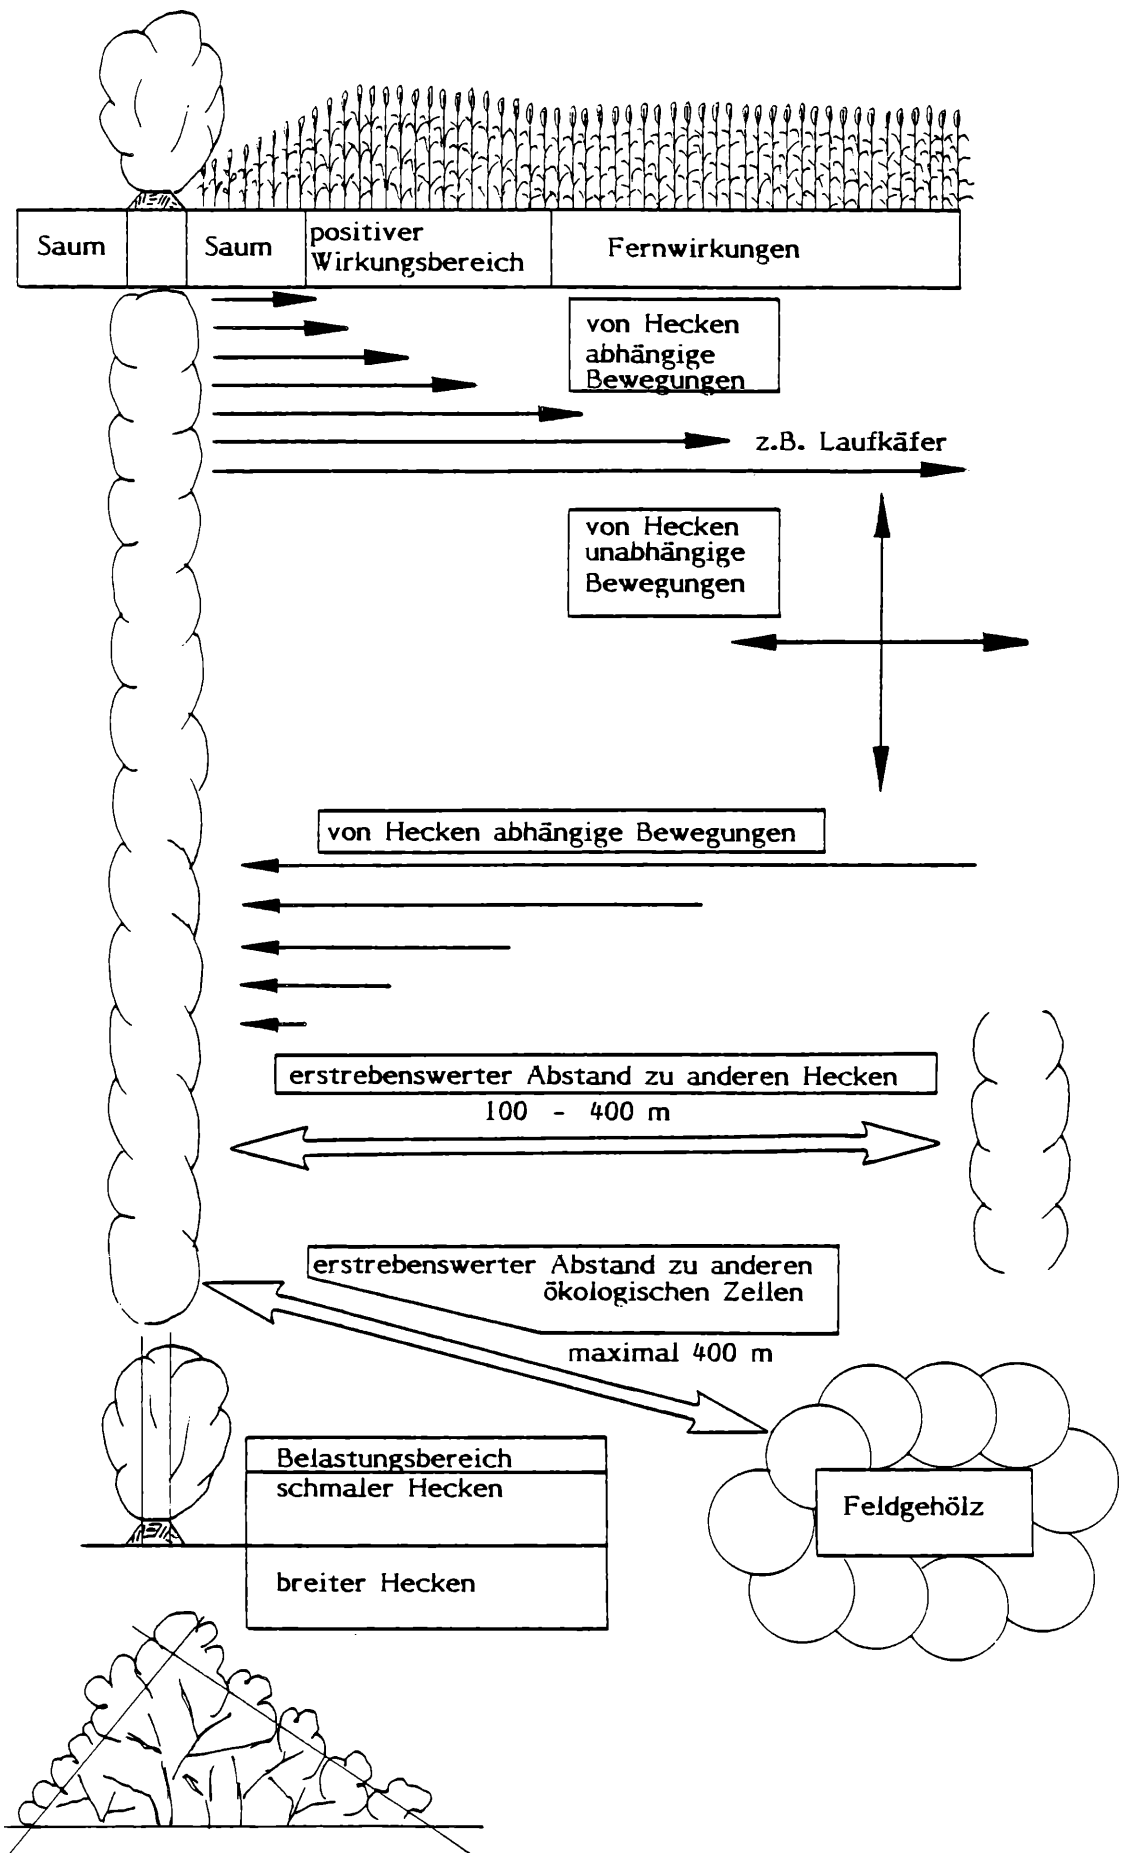 Saum
Saum
positiver
Wirkungsbereich
Fernwirkungen
von Hecken
abhängige
Bewegungen
z.B. Laufkäfer
von Hecken
unabhängige
Bewegungen
von Hecken abhängige Bewegungen
erstrebenswerter Abstand zu anderen Hecken
100 - 400 m
erstrebenswerter Abstand zu anderen
ökologischen Zellen
maximal 400 m
Belastungsbereich
schmaler Hecken
Feldgehölz
breiter Hecken